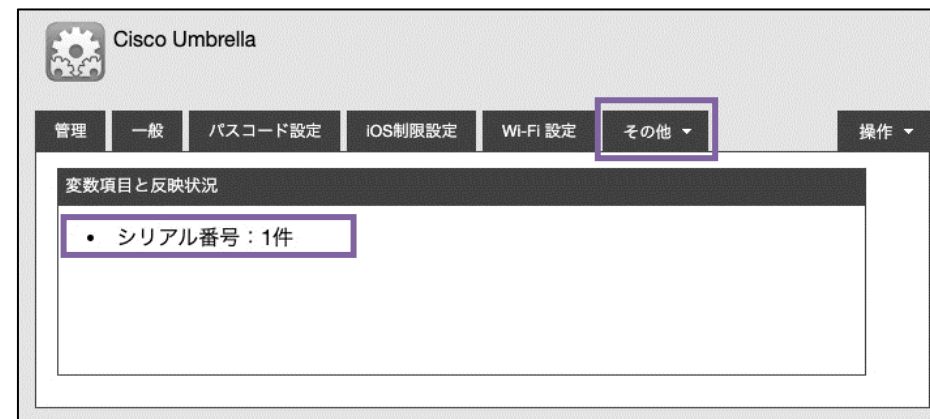 Cisco Umbrella
管理 一般 パスコード設定 iOS制限設定 Wi-Fi 設定 その他 操作
変数項目と反映状況
• シリアル番号：1件